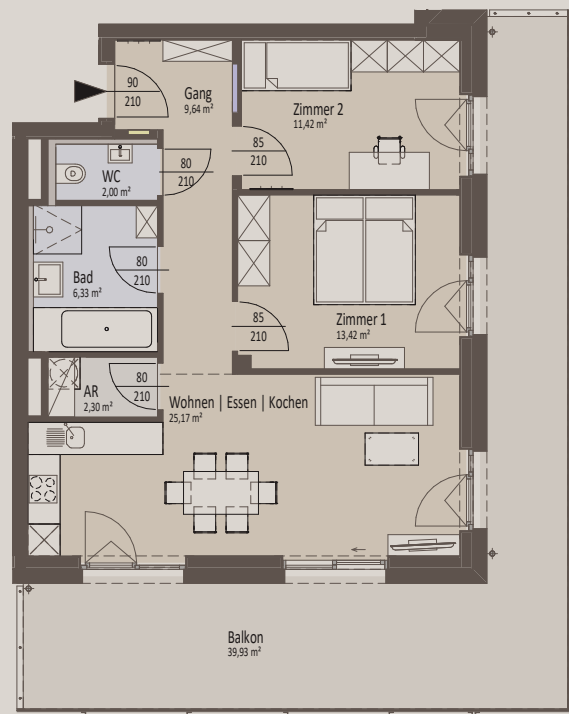 90
210
Gang
9,64 m²
Zimmer 2
11,42 m²
85
210
80
210
WC
2,00 m²
Bad
6,33 m²
80
210
85
210
Zimmer 1
13,42 m²
AR
2,30 m²
80
210
Wohnen | Essen | Kochen
25,17 m²
Balkon
39,93 m²